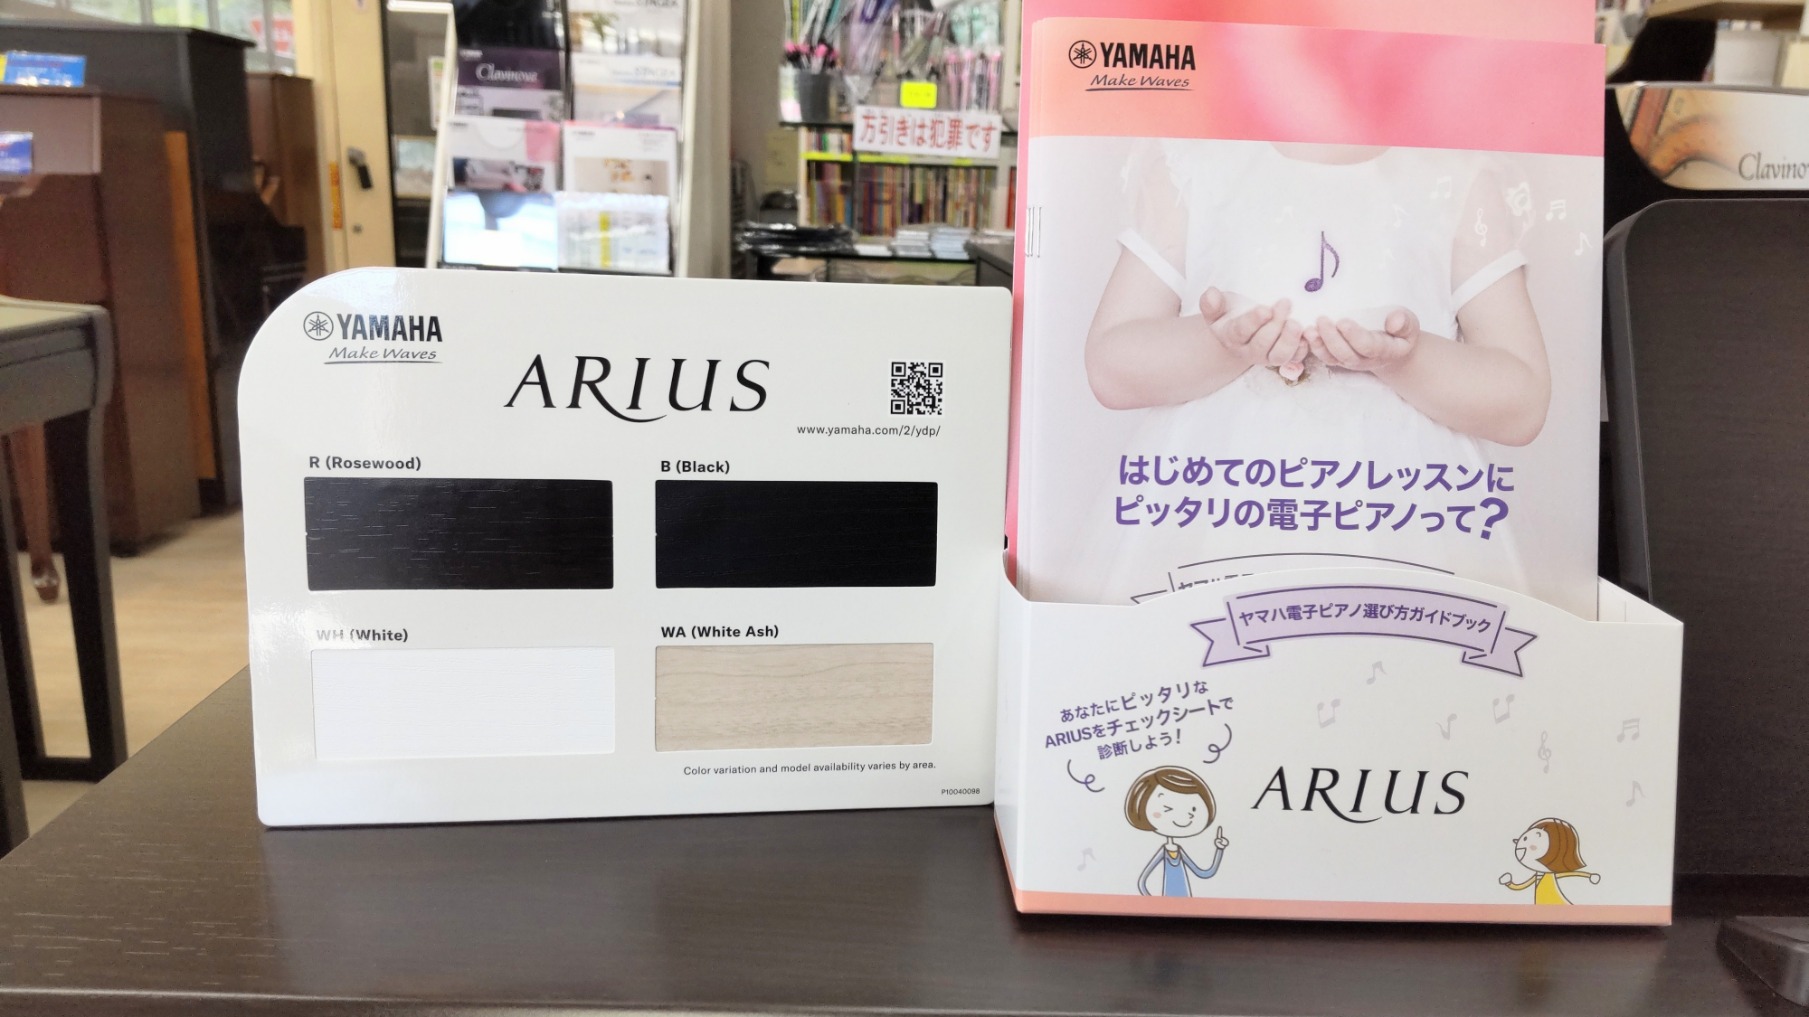 Clavinova
方引きは犯罪です
YAMAHA
Make Waves
ARIUS
www.yamaha.com/2/ydp/
R (Rosewood)
B (Black)
WH (White)
WA (White Ash)
Color variation and model availability varies by area.
P10040098
YAMAHA
Make Waves
はじめてのピアノレッスンに
ピッタリの電子ピアノって?
ヤマハ電子ピアノ選び方ガイドブック
あなたにピッタリな
ARIUSをチェックシートで
診断しよう!
ARIUS
Clavino